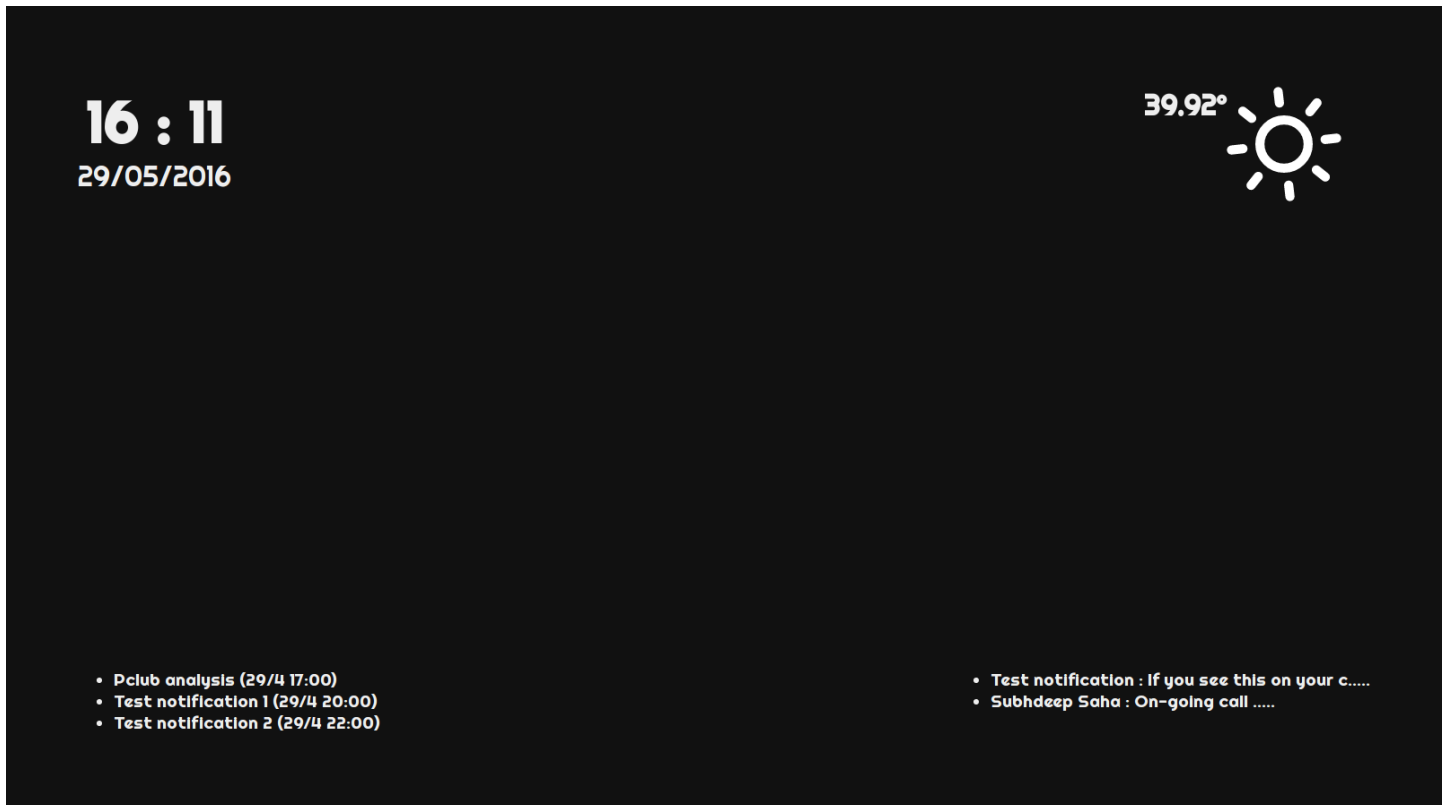 16 : 11
29/05/2016
39.92°
• Pclub analysis (29/4 17:00)
• Test notification 1 (29/4 20:00)
• Test notification 2 (29/4 22:00)
• Test notification : If you see this on your c.....
• Subhdeep Saha : On-going call .....